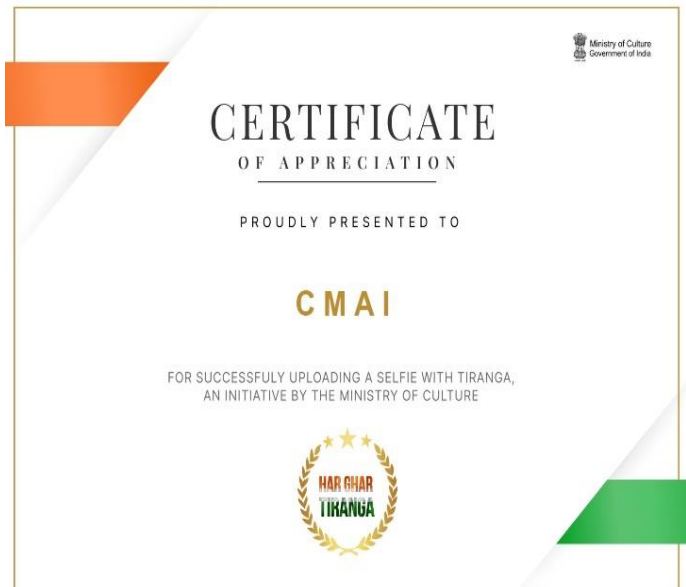 Ministry of Culture
Government of India
CERTIFICATE
OF APPRECIATION
PROUDLY PRESENTED TO
CMAI
FOR SUCCESSFULY UPLOADING A SELFIE WITH TIRANGA,
AN INITIATIVE BY THE MINISTRY OF CULTURE
HAR GHAR
TIRANGA